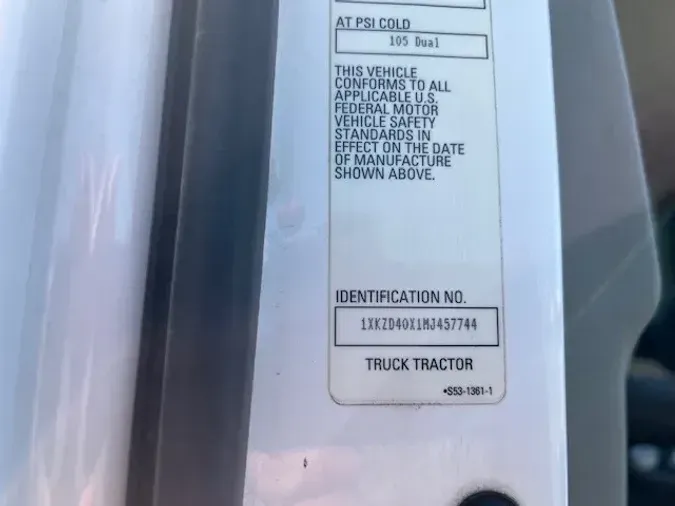 AT PSI COLD
105 Dual
THIS VEHICLE
CONFORMS TO ALL
APPLICABLE U.S.
FEDERAL MOTOR
VEHICLE SAFETY
STANDARDS IN
EFFECT ON THE DATE
OF MANUFACTURE
SHOWN ABOVE.
IDENTIFICATION NO.
1XKZD40X1MJ457744
TRUCK TRACTOR
•S53-1361-1